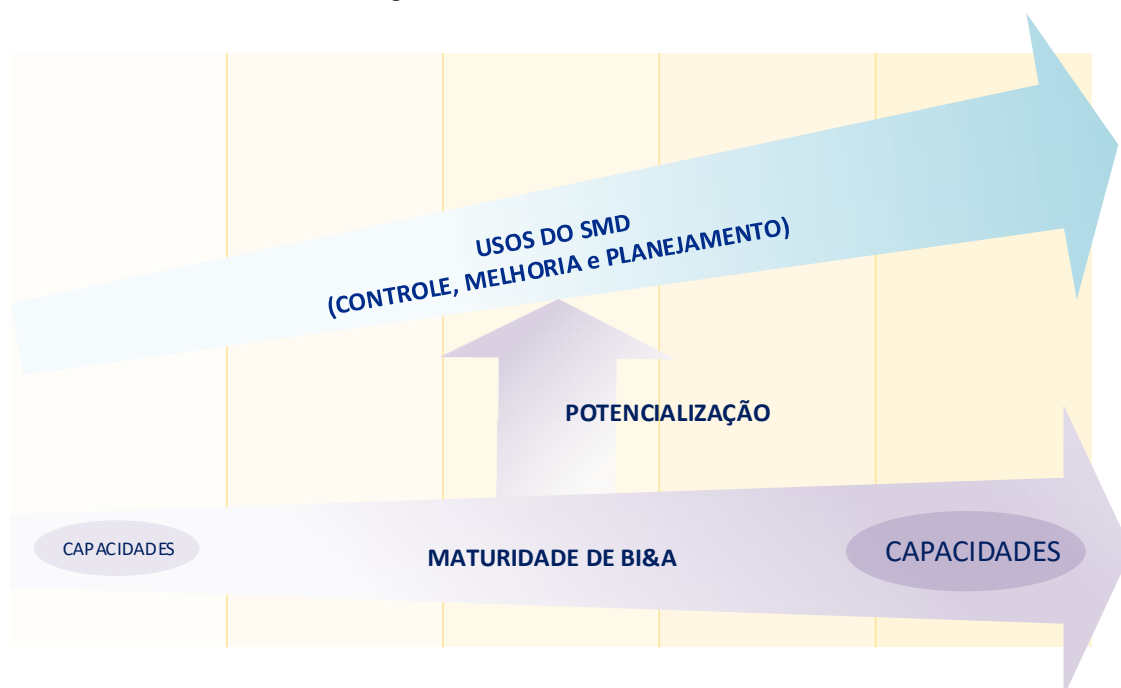 USOS DO SMD
(CONTROLE, MELHORIA e PLANEJAMENTO)
POTENCIALIZAÇÃO
CAPACIDADES
MATURIDADE DE BI&A
CAPACIDADES